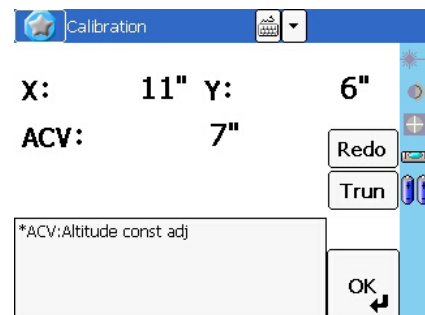 Calibration
X: 11" Y: 6"
ACV: 7"
Redo
Trun
*ACV:Altitude const adj
OK